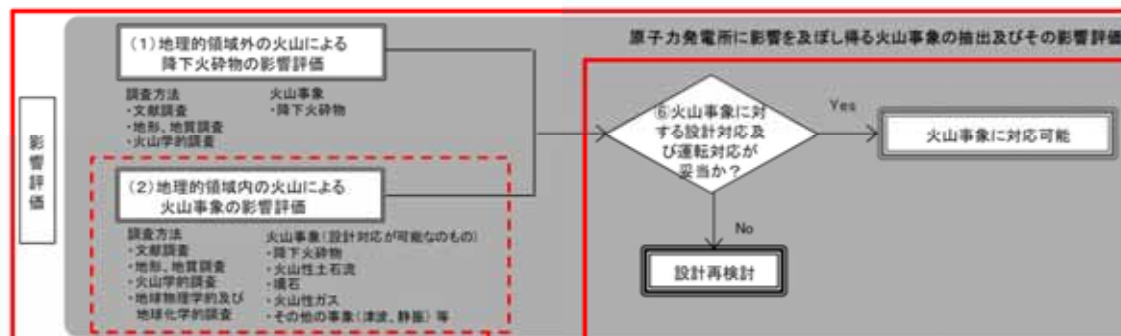 影響評価
(1)地理的領域外の火山による
降下火砕物の影響評価
調査方法
・文献調査
・地形、地質調査
・火山学的調査
火山事象
・降下火砕物
(2)地理的領域内の火山による
火山事象の影響評価
調査方法
・文献調査
・地形、地質調査
・火山学的調査
・地球物理学的及び
地球化学的調査
火山事象(設計対応が可能なのもの)
・降下火砕物
・火山性土石流
・噴石
・火山性ガス
・その他の事象(津波、静振)等
原子力発電所に影響を及ぼし得る火山事象の抽出及びその影響評価
⑥火山事象に対
する設計対応及
び運転対応が
妥当か?
Yes
火山事象に対応可能
No
設計再検討